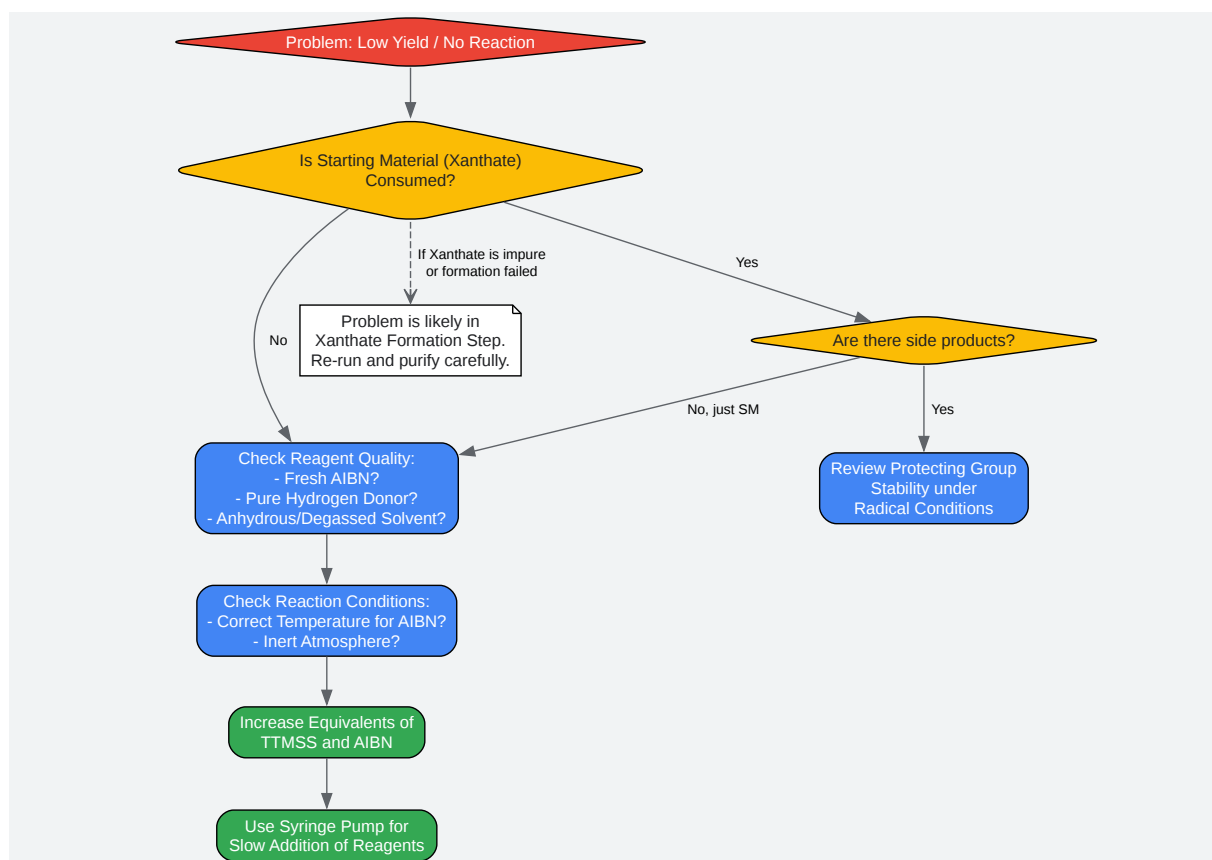 Problem: Low Yield / No Reaction
Is Starting Material (Xanthate)
Consumed?
If Xanthate is impure
or formation failed
Yes
No
Problem is likely in
Xanthate Formation Step.
Re-run and purify carefully.
Are there side products?
No, just SM
Yes
Check Reagent Quality:
- Fresh AIBN?
- Pure Hydrogen Donor?
- Anhydrous/Degassed Solvent?
Review Protecting Group
Stability under
Radical Conditions
Check Reaction Conditions:
- Correct Temperature for AIBN?
- Inert Atmosphere?
Increase Equivalents of
TTMSS and AIBN
Use Syringe Pump for
Slow Addition of Reagents